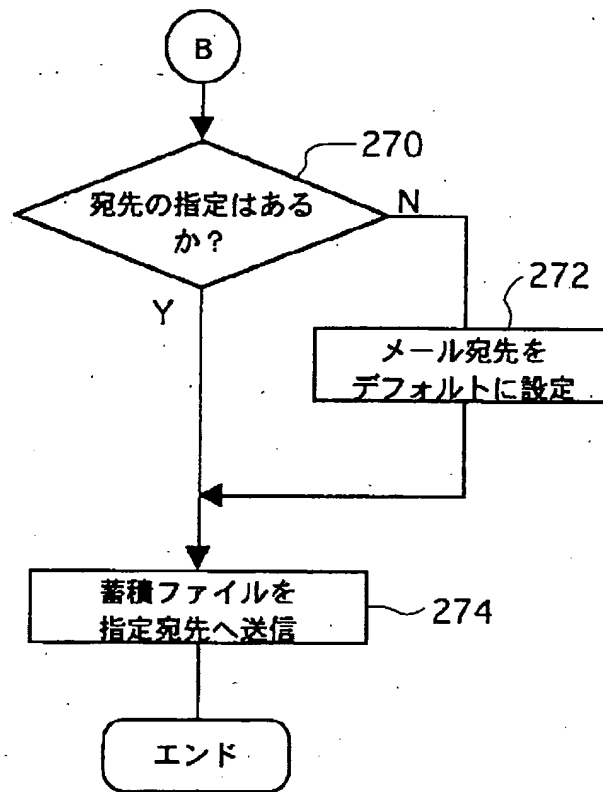 B
270
宛先の指定はある
か？
N
Y
272
メール宛先を
デフォルトに設定
蓄積ファイルを
指定宛先へ送信
274
エンド